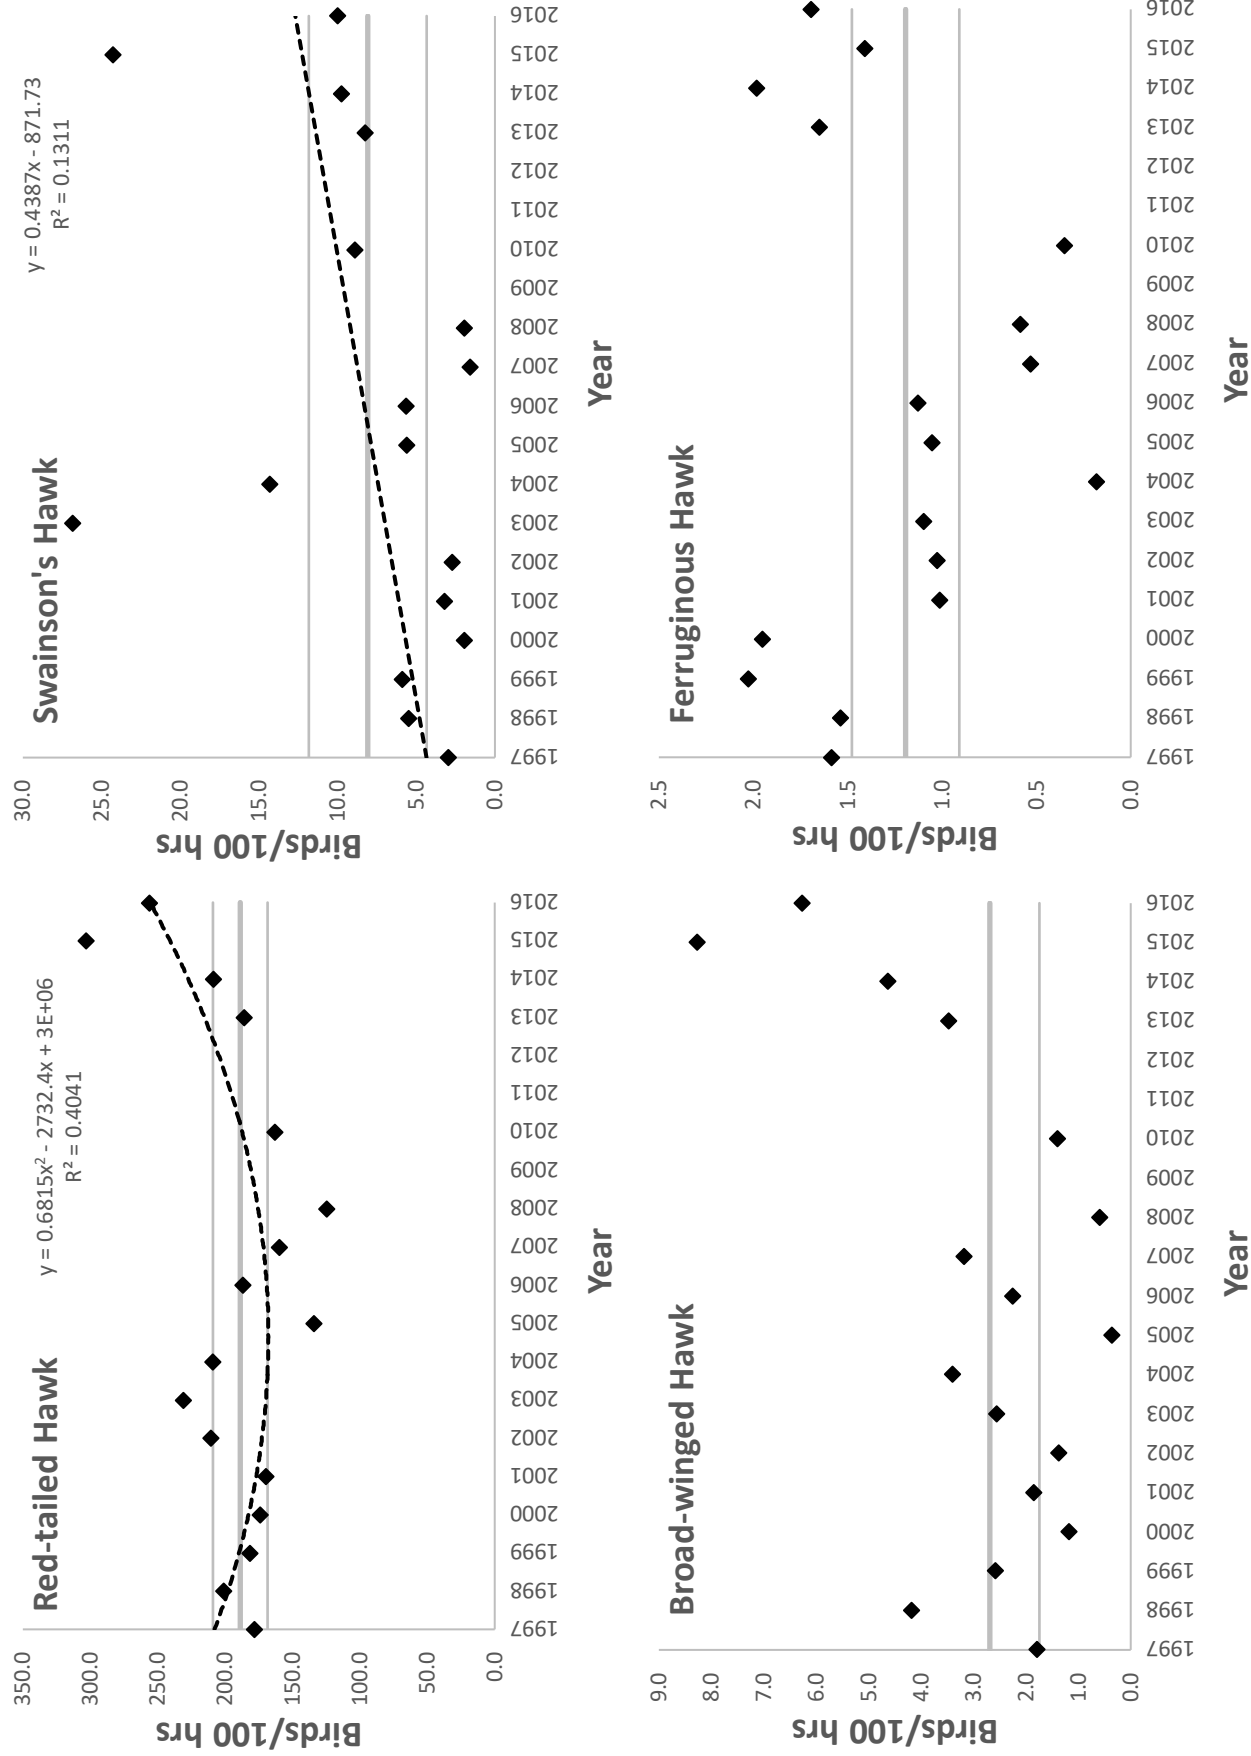 Red-tailed Hawk
y = 0.6815x² - 2732.4x + 3E+06
R² = 0.4041
350.0
300.0
250.0
200.0
150.0
100.0
50.0
0.0
Birds/100 hrs
1997 1998 1999 2000 2001 2002 2003 2004 2005 2006 2007 2008 2009 2010 2011 2012 2013 2014 2015 2016
Year
Swainson's Hawk
y = 0.4387x - 871.73
R² = 0.1311
30.0
25.0
20.0
15.0
10.0
5.0
0.0
Birds/100 hrs
1997 1998 1999 2000 2001 2002 2003 2004 2005 2006 2007 2008 2009 2010 2011 2012 2013 2014 2015 2016
Year
Broad-winged Hawk
9.0
8.0
7.0
6.0
5.0
4.0
3.0
2.0
1.0
0.0
Birds/100 hrs
1997 1998 1999 2000 2001 2002 2003 2004 2005 2006 2007 2008 2009 2010 2011 2012 2013 2014 2015 2016
Year
Ferruginous Hawk
2.5
2.0
1.5
1.0
0.5
0.0
Birds/100 hrs
1997 1998 1999 2000 2001 2002 2003 2004 2005 2006 2007 2008 2009 2010 2011 2012 2013 2014 2015 2016
Year